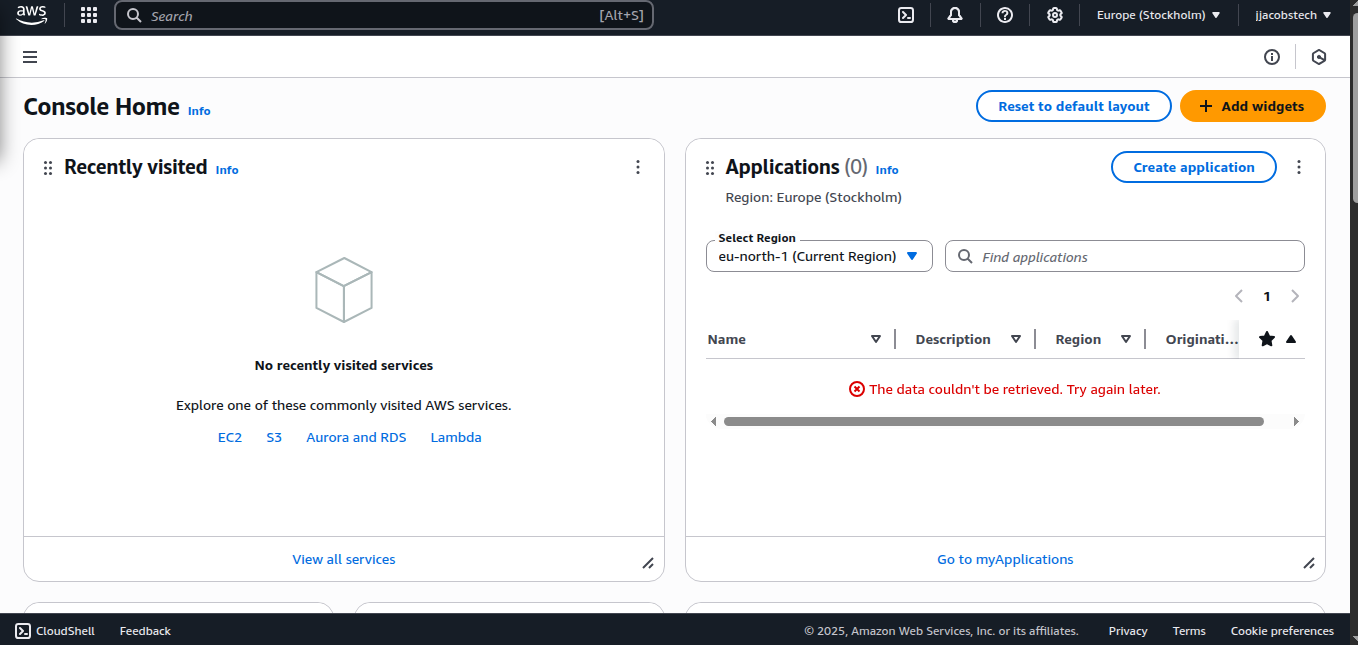 aws
Search
[Alt+S]
Europe (Stockholm)
jjacobstech
Console Home
Info
Reset to default layout
Add widgets
Recently visited
Info
No recently visited services
Explore one of these commonly visited AWS services.
EC2
S3
Aurora and RDS
Lambda
View all services
Applications (0)
Info
Create application
Region: Europe (Stockholm)
Select Region
eu-north-1 (Current Region)
Find applications
1
Name
Description
Region
Originati...
The data couldn't be retrieved. Try again later.
Go to myApplications
CloudShell
Feedback
© 2025, Amazon Web Services, Inc. or its affiliates.
Privacy
Terms
Cookie preferences